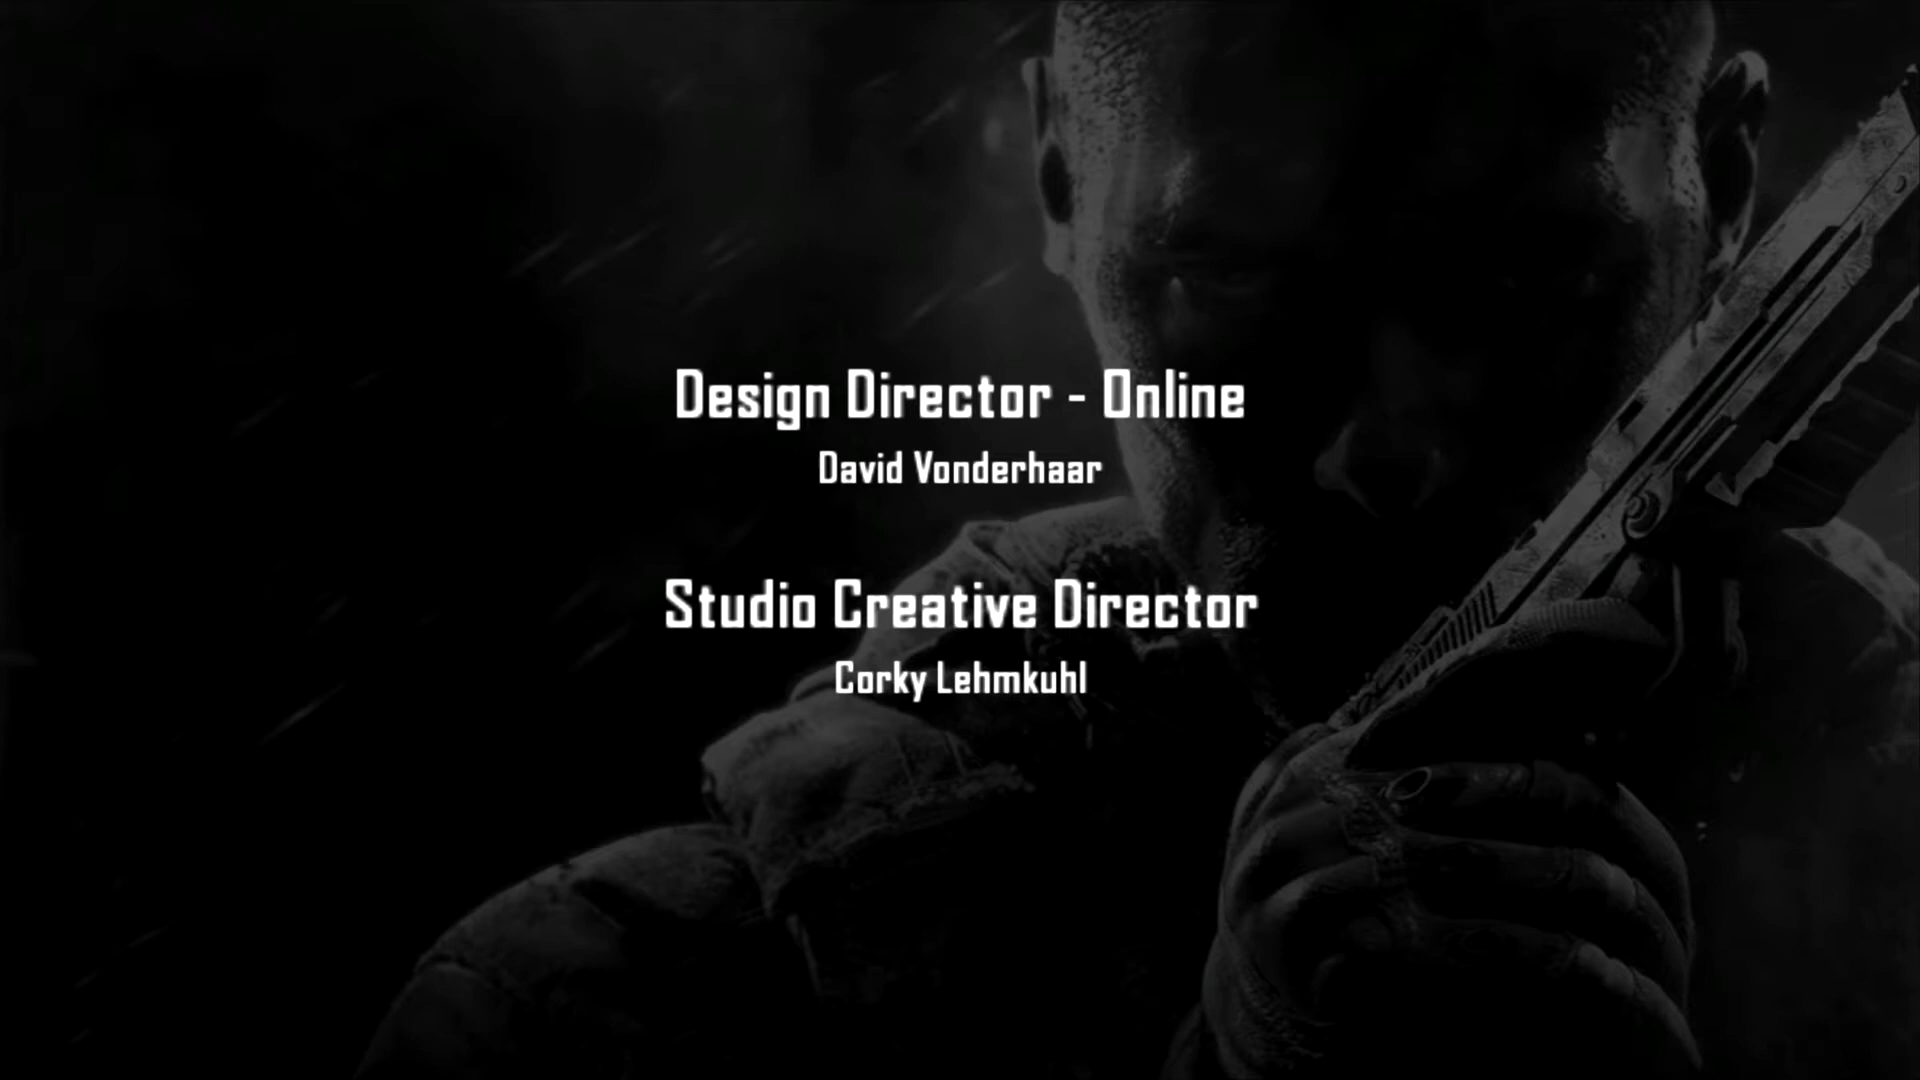 Design Director - Online
David Vonderhaar
Studio Creative Director
Corky Lehmkuhl